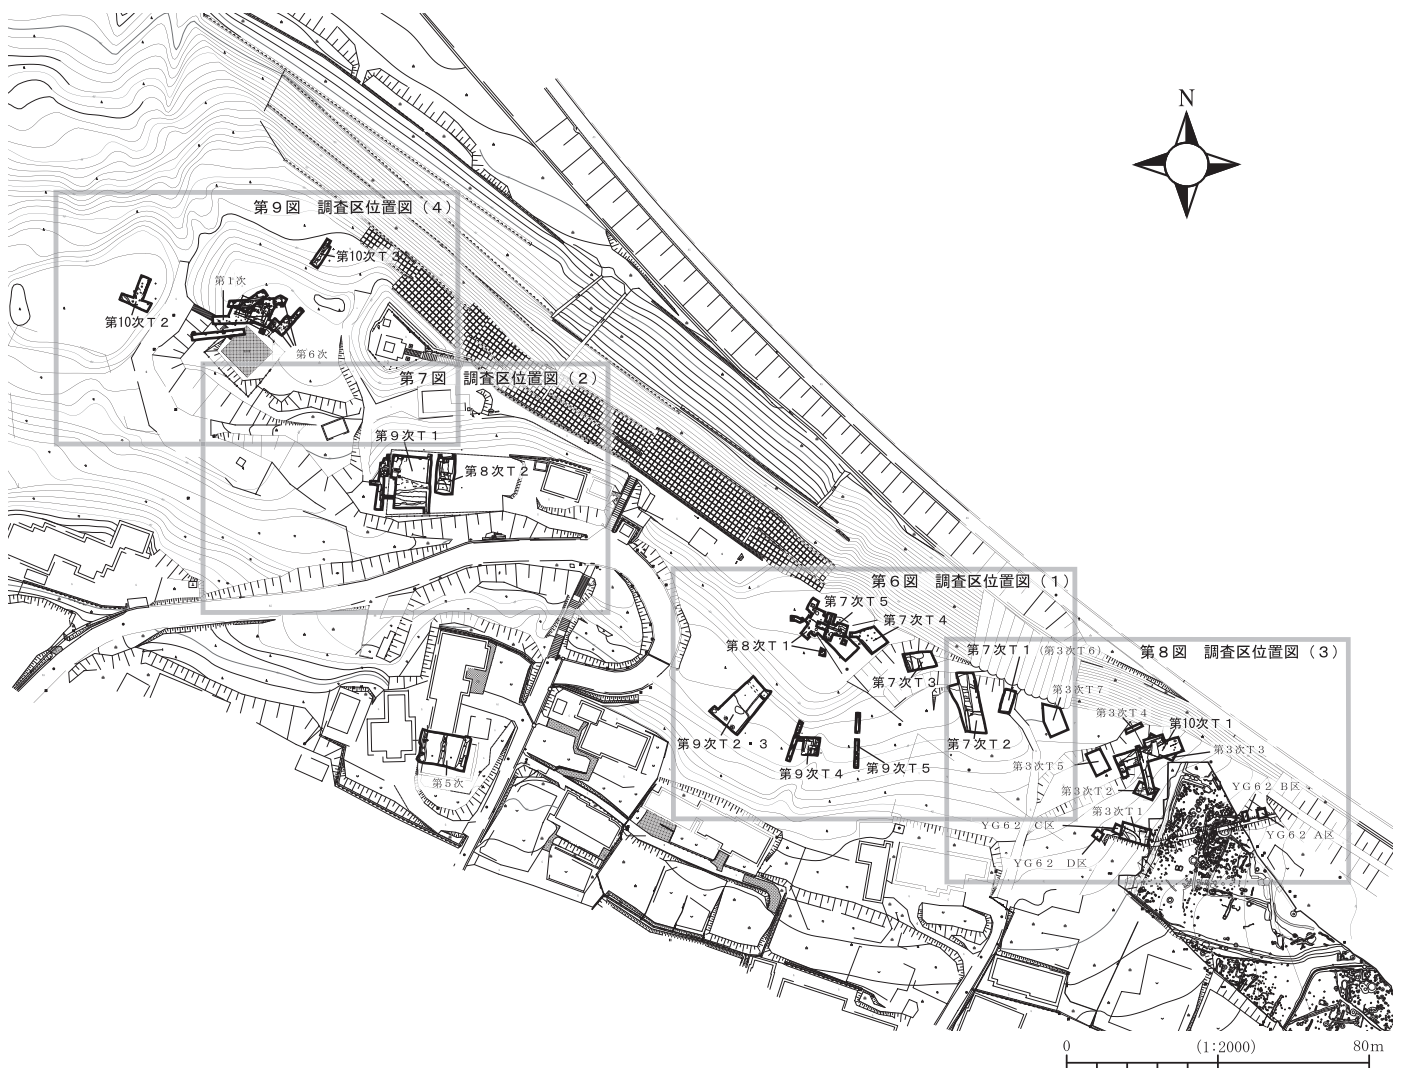 N
第９図　調査区位置図（４）
第10次Ｔ３
第１次
第10次Ｔ２
第６次
第７図　調査区位置図（２）
第９次Ｔ１
第８次Ｔ２
第６図　調査区位置図（１）
第７次Ｔ５
第７次Ｔ４
第８次Ｔ１
第７次Ｔ１（第３次Ｔ６）
第８図　調査区位置図（３）
第７次Ｔ３
第３次Ｔ７
第３次Ｔ４
第10次Ｔ１
第９次Ｔ２・３
第７次Ｔ２
第３次Ｔ３
第９次Ｔ４
第９次Ｔ５
第３次Ｔ５
第５次
第３次Ｔ２
ＹＧ６２ Ｂ区
第３次Ｔ１
ＹＧ６２ Ｃ区
ＹＧ６２ Ａ区
ＹＧ６２ Ｄ区
0
(1:2000)
80m